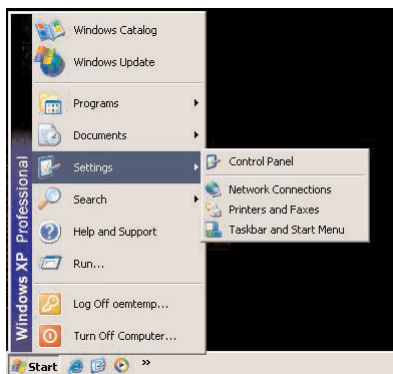 Windows Catalog
Windows Update
Programs
Documents
Settings
Search
Help and Support
Run...
Log Off oemtemp...
Turn Off Computer...
Windows XP Professional
Control Panel
Network Connections
Printers and Faxes
Taskbar and Start Menu
Start
»